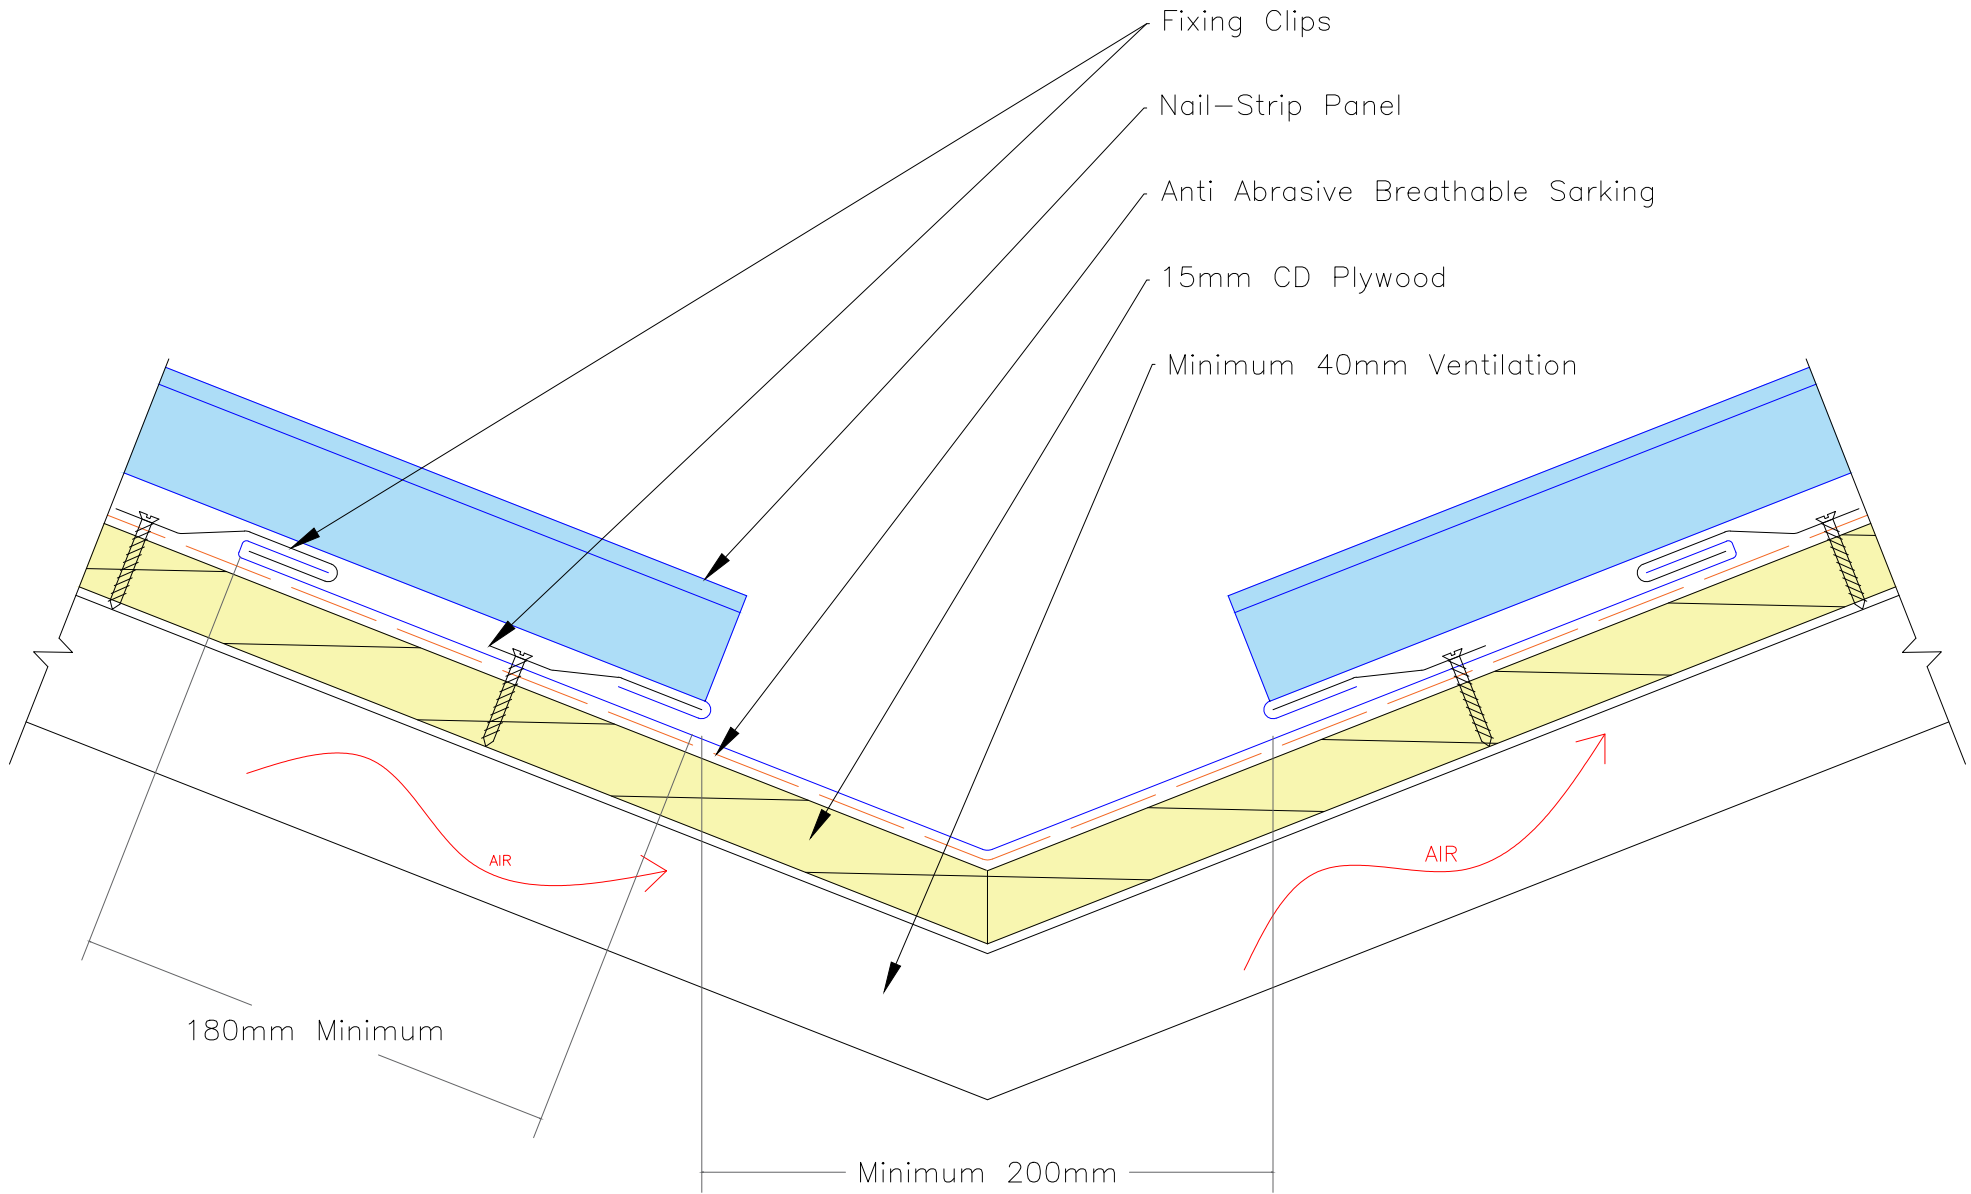 Fixing Clips
Nail-Strip Panel
Anti Abrasive Breathable Sarking
15mm CD Plywood
Minimum 40mm Ventilation
AIR
AIR
180mm Minimum
Minimum 200mm